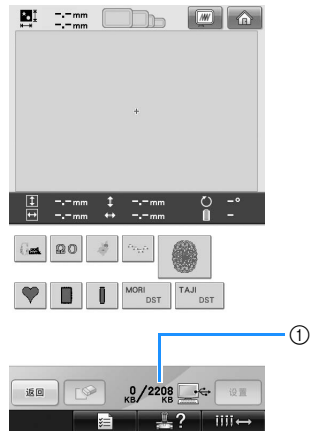 -.- mm
-.- mm
-.- mm -.- mm -°
-.- mm -.- mm -
MORI TAJI
DST DST
①
返回 0/2208 设置
KB KB
?